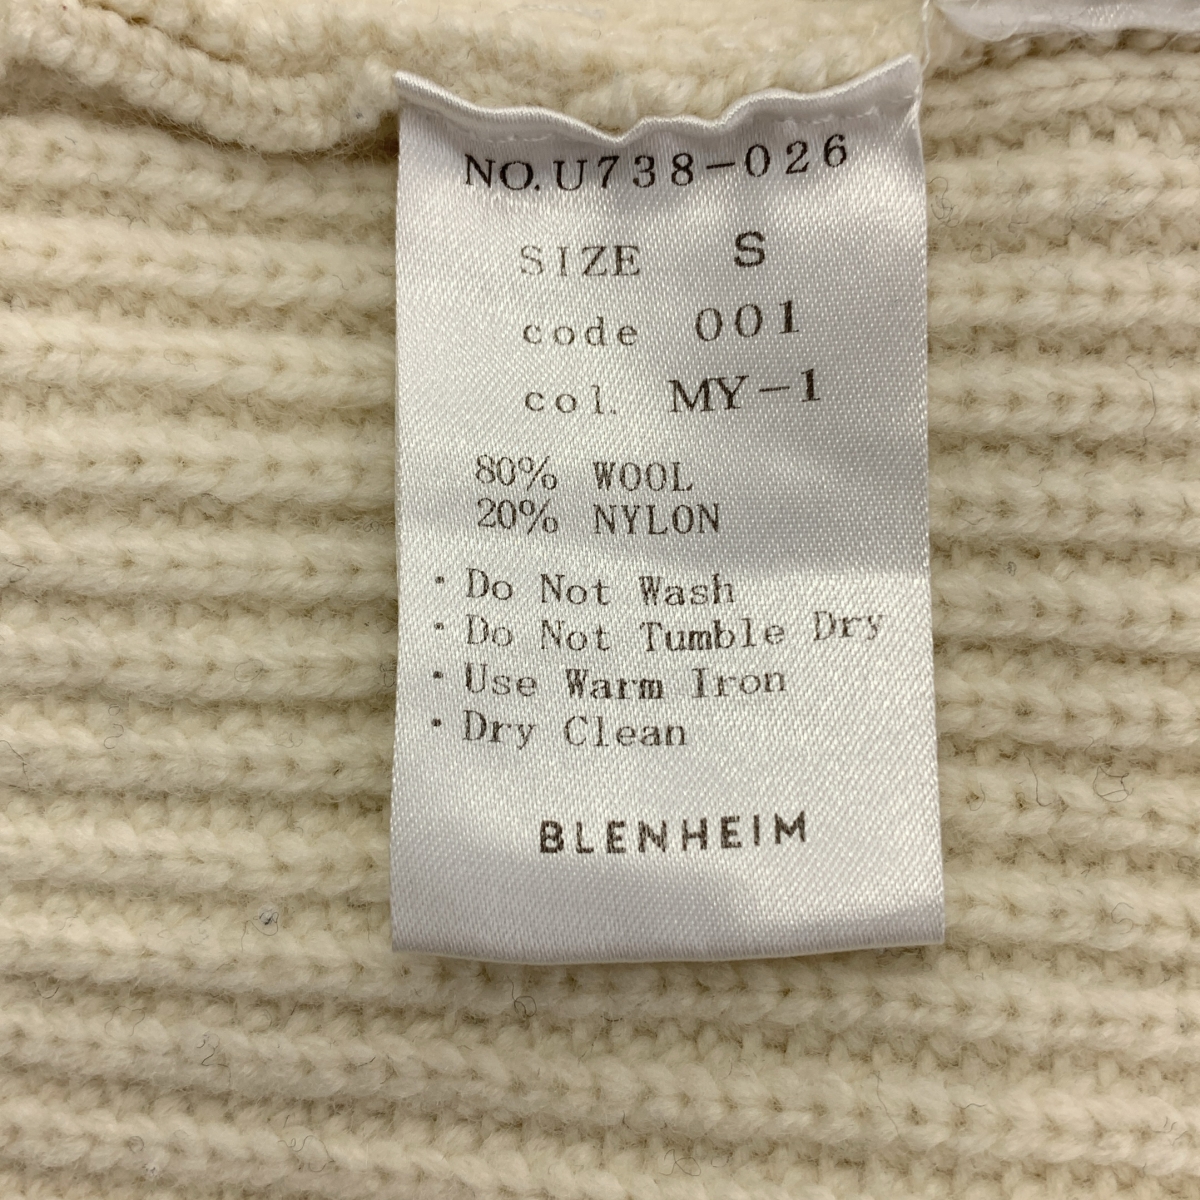 NO.U738-026
SIZE S
code 001
col. MY-1
80% WOOL
20% NYLON
・Do Not Wash
・Do Not Tumble Dry
・Use Warm Iron
・Dry Clean
BLENHEIM